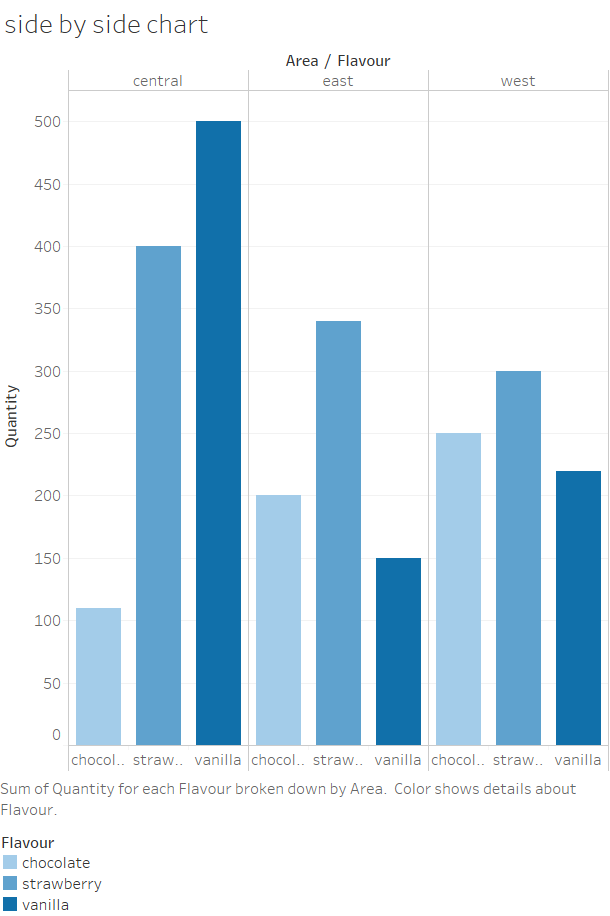 side by side chart
Area / Flavour
central east west
500
450
400
350
300
250
200
150
100
50
0
Quantity
chocol.. straw.. vanilla chocol.. straw.. vanilla chocol.. straw.. vanilla
Sum of Quantity for each Flavour broken down by Area. Color shows details about
Flavour.
Flavour
chocolate
strawberry
vanilla